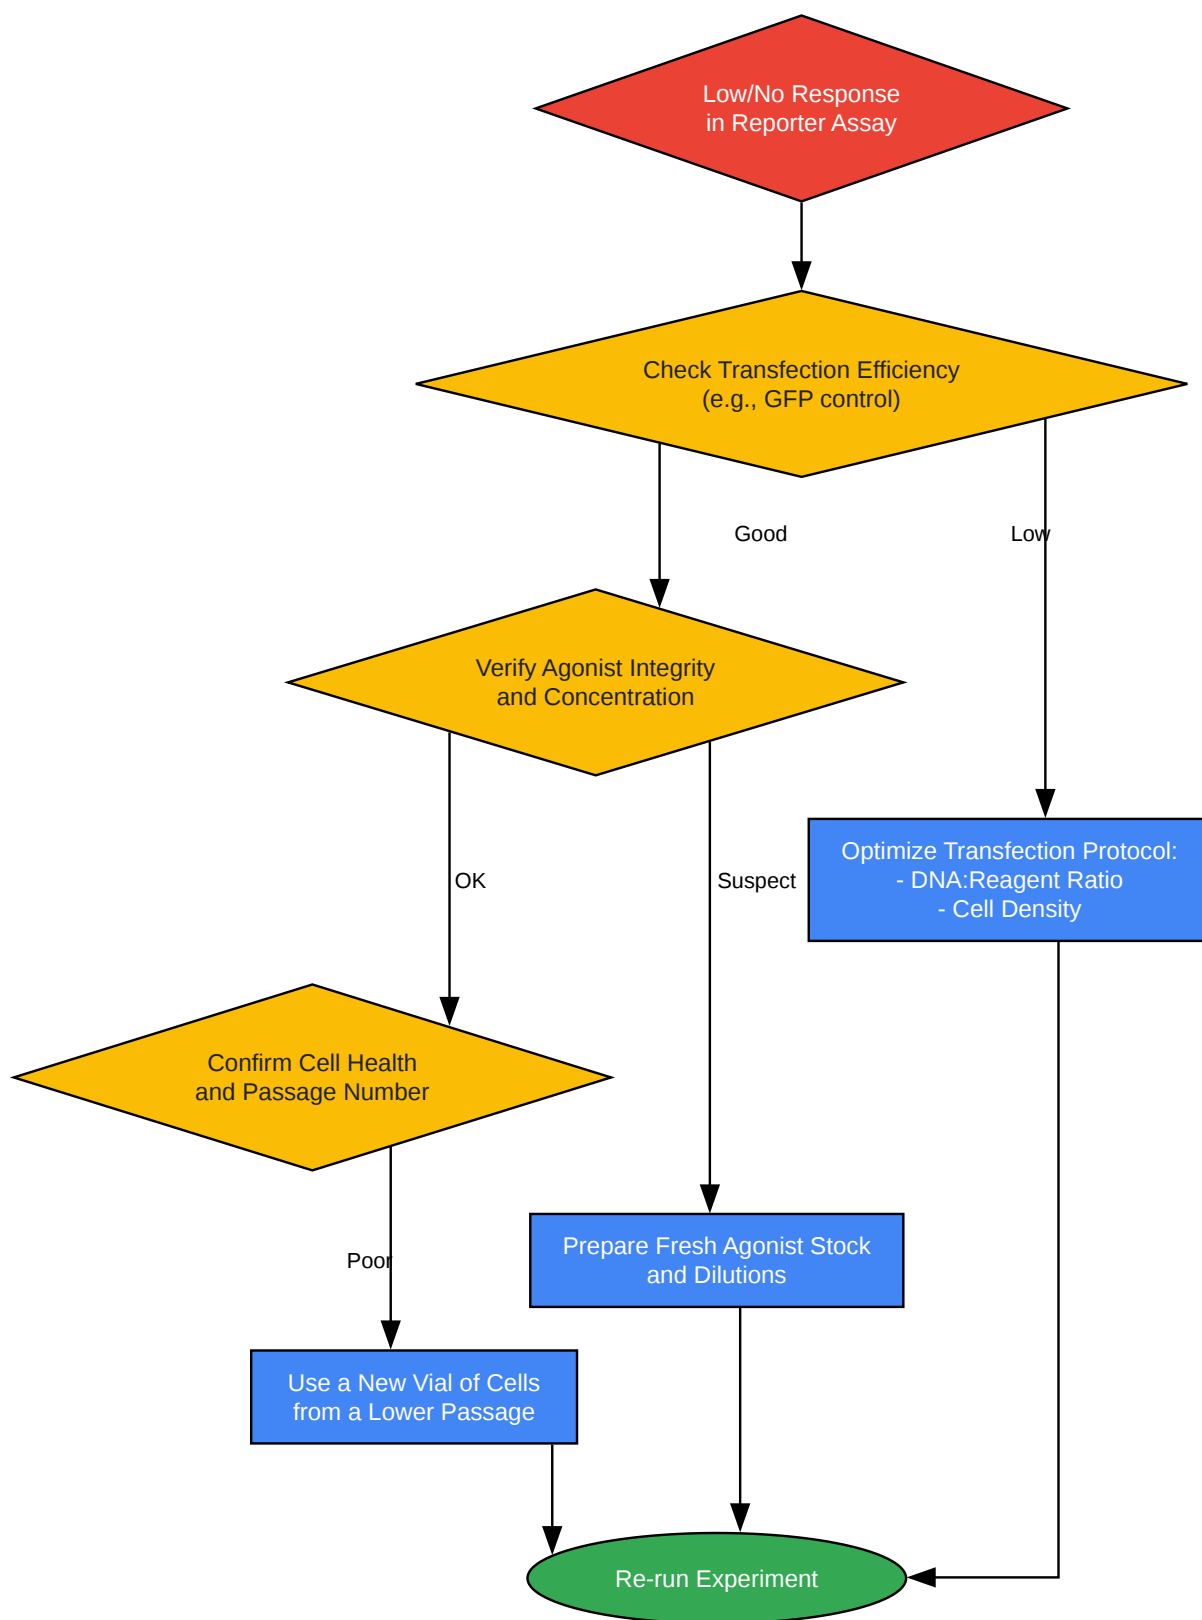 Low/No Response
in Reporter Assay
Check Transfection Efficiency
(e.g., GFP control)
Good
Low
Verify Agonist Integrity
and Concentration
OK
Suspect
Optimize Transfection Protocol:
- DNA:Reagent Ratio
- Cell Density
Confirm Cell Health
and Passage Number
Poor
Prepare Fresh Agonist Stock
and Dilutions
Use a New Vial of Cells
from a Lower Passage
Re-run Experiment